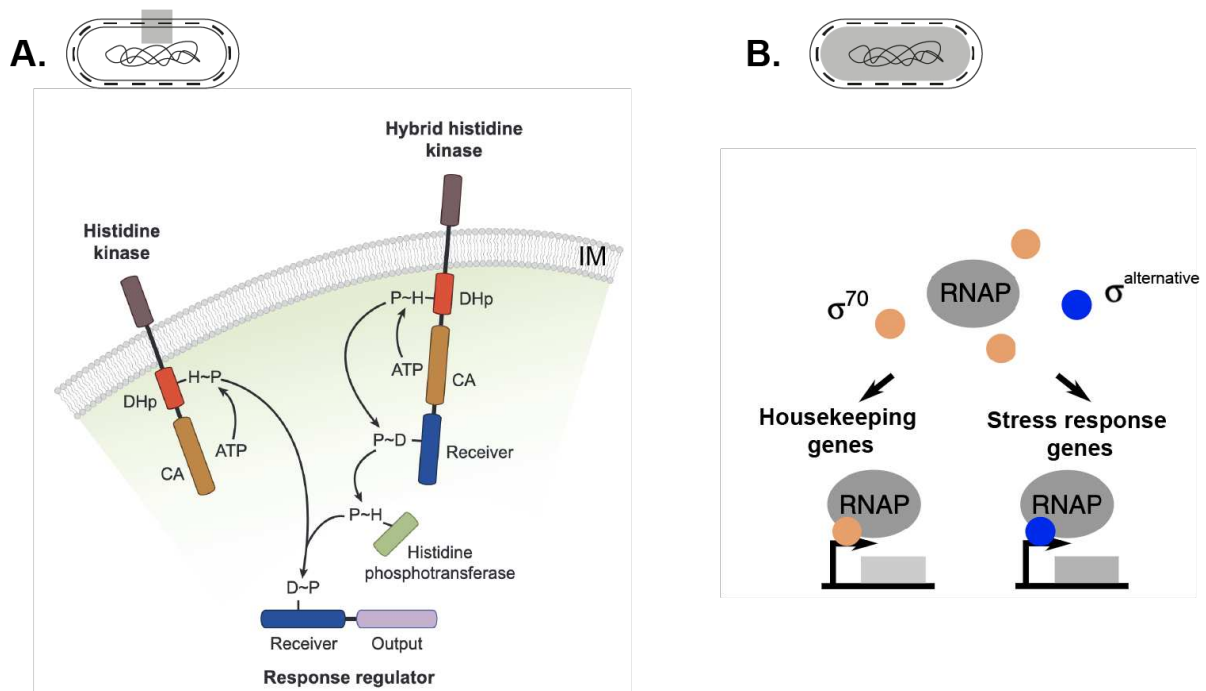 A.
Hybrid histidine
kinase
Histidine
kinase
IM
P~H
DHp
H~P
DHp
ATP
CA
ATP
CA
P~D
Receiver
P~H
Histidine
phosphotransferase
D~P
Receiver
Output
Response regulator
B.
σ70
RNAP
σalternative
Housekeeping
genes
Stress response
genes
RNAP
RNAP